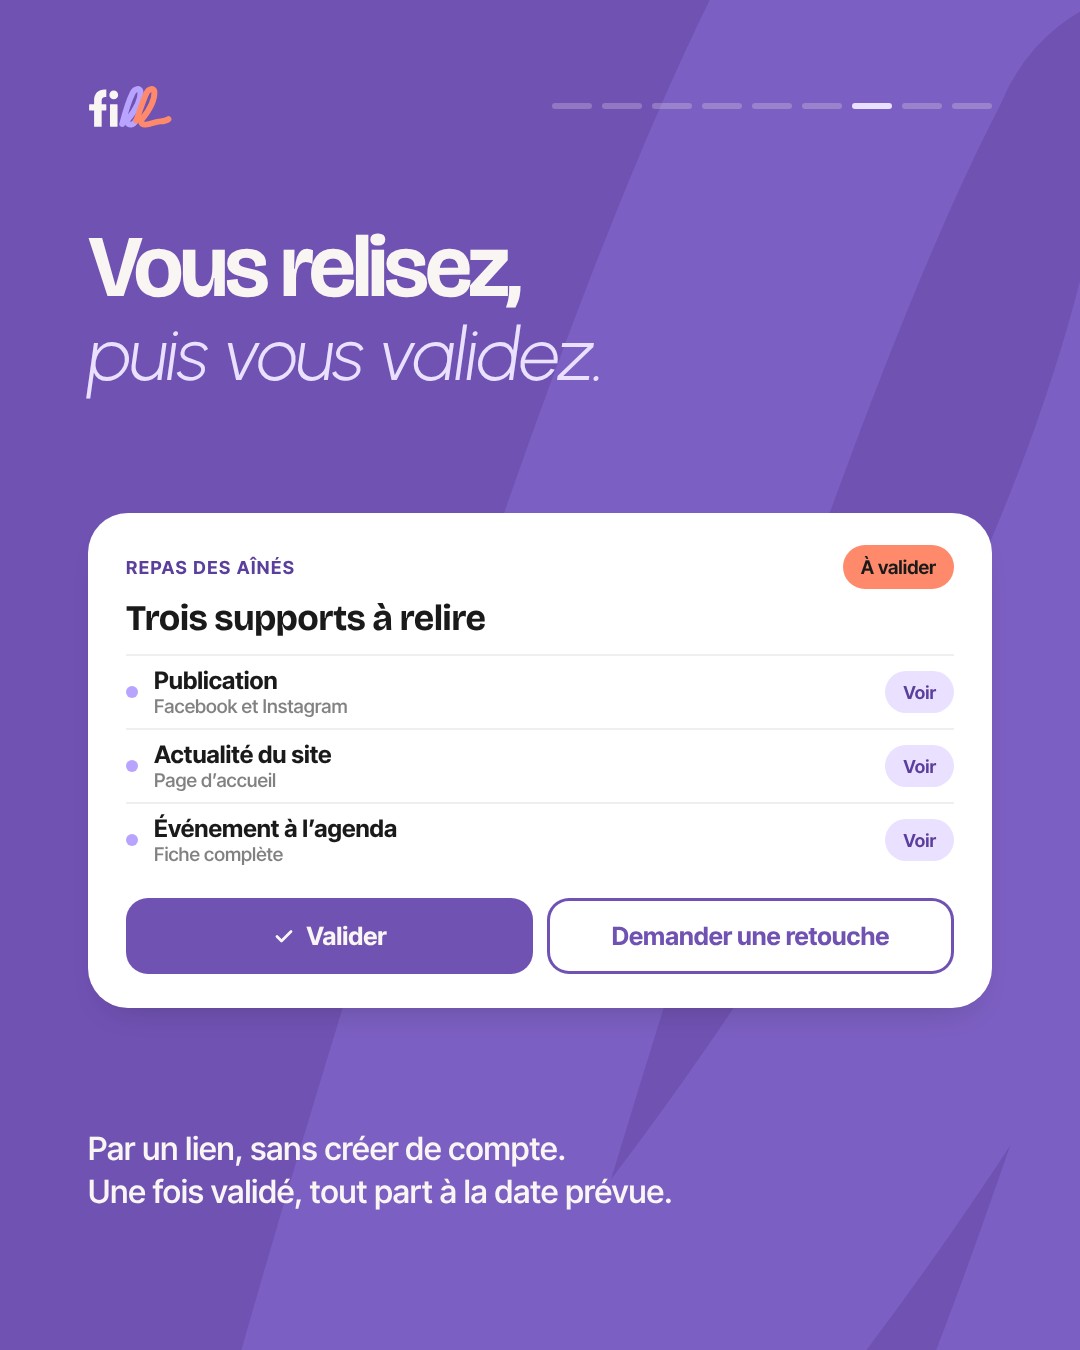 fill
Vous relisez,
puis vous validez.
REPAS DES AÎNÉS
À valider
Trois supports à relire
Publication
Facebook et Instagram
Voir
Actualité du site
Page d’accueil
Voir
Événement à l’agenda
Fiche complète
Voir
Valider
Demander une retouche
Par un lien, sans créer de compte.
Une fois validé, tout part à la date prévue.